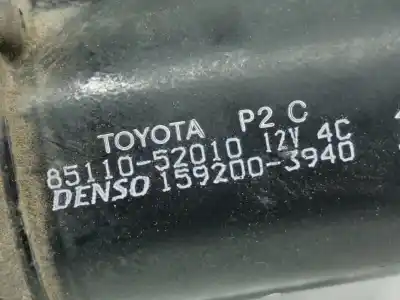 TOYOTA P2 C
85110-52010 12V 4C
DENSO 159200-3940